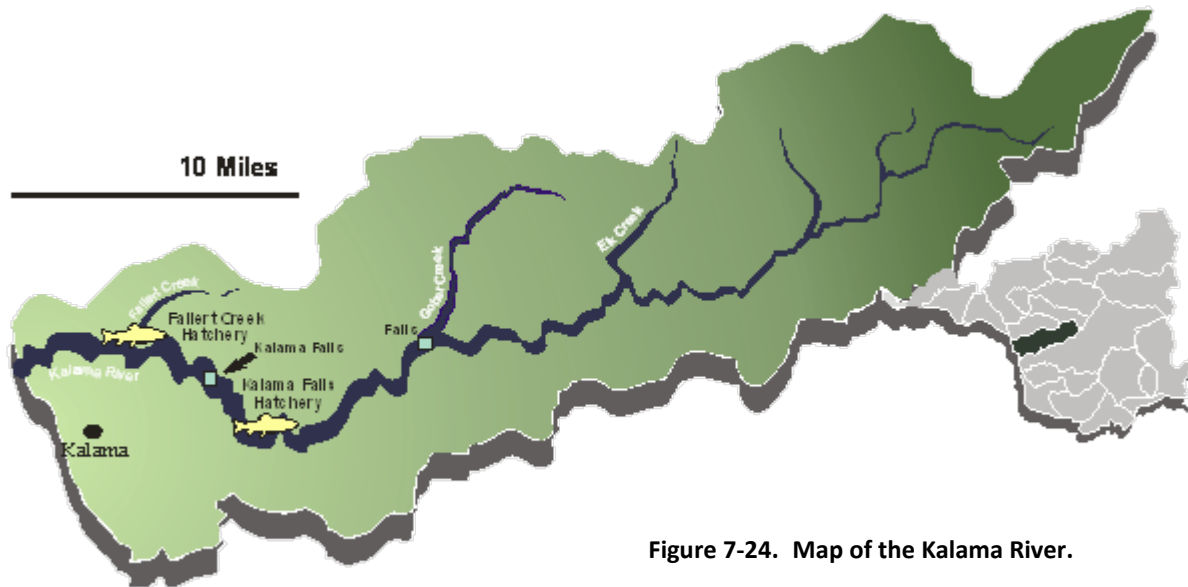 10 Miles
Fallert Creek
Fallert Creek
Hatchery
Kalama Falls
Kalama River
Kalama Falls
Hatchery
Kalama
Falls
Gobar Creek
Elk Creek
Figure 7-24. Map of the Kalama River.